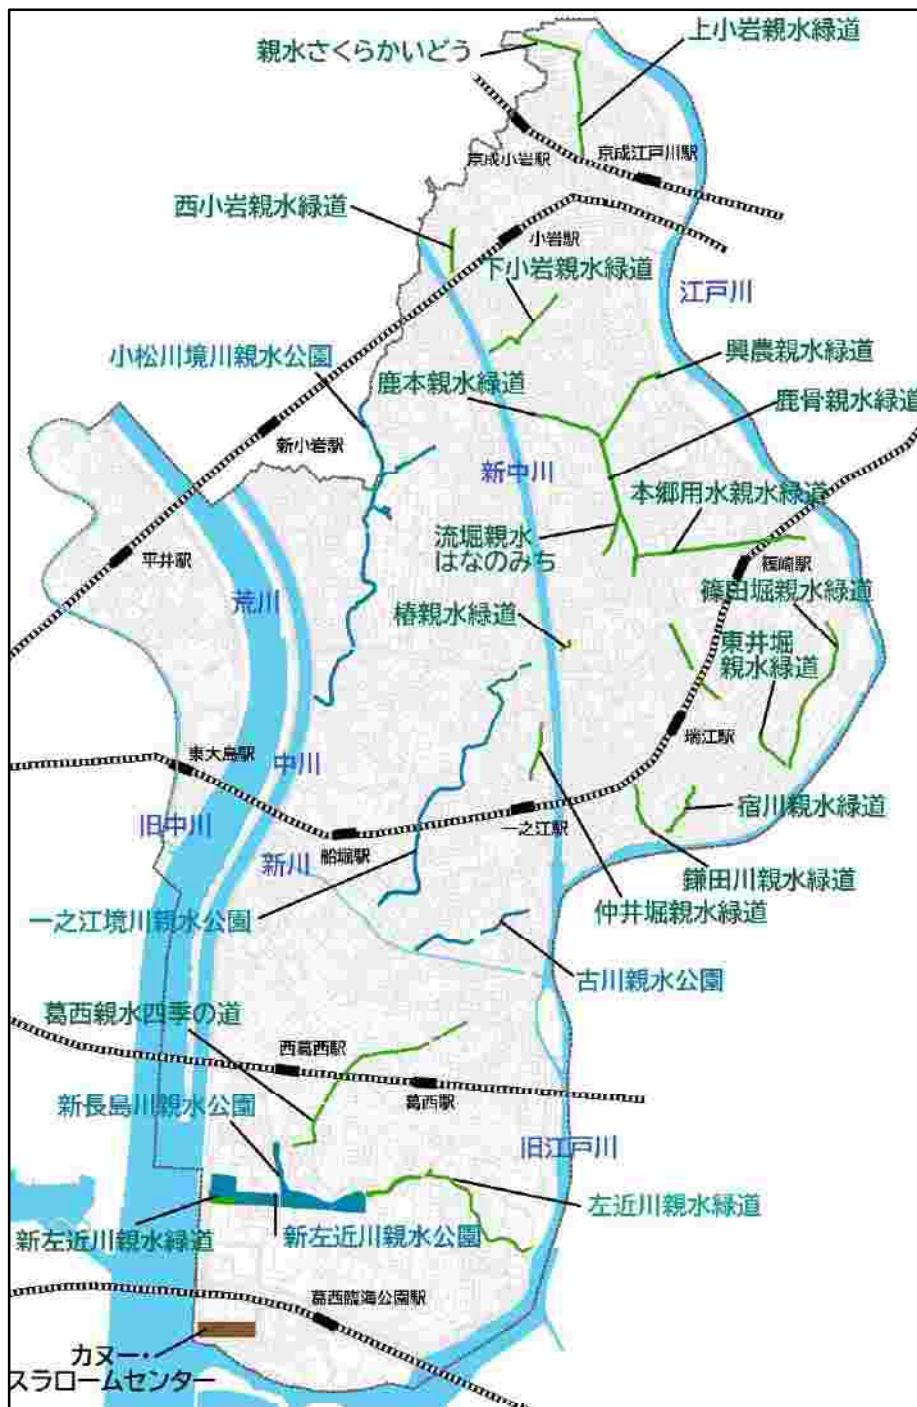 上小岩親水緑道
親水さくらかいどう
京成小岩駅
京成江戸川駅
西小岩親水緑道
小岩駅
下小岩親水緑道
江戸川
小松川境川親水公園
興農親水緑道
鹿本親水緑道
鹿骨親水緑道
新小岩駅
新中川
本郷用水親水緑道
流堀親水
はなのみち
平井駅
篠崎駅
篠田堀親水緑道
荒川
椿親水緑道
東井堀
親水緑道
瑞江駅
東大島駅
中川
宿川親水緑道
旧中川
一之江駅
船堀駅
新川
鎌田川親水緑道
仲井堀親水緑道
一之江境川親水公園
古川親水公園
葛西親水四季の道
西葛西駅
葛西駅
新長島川親水公園
旧江戸川
左近川親水緑道
新左近川親水緑道
新左近川親水公園
葛西臨海公園駅
カヌー・
スラロームセンター